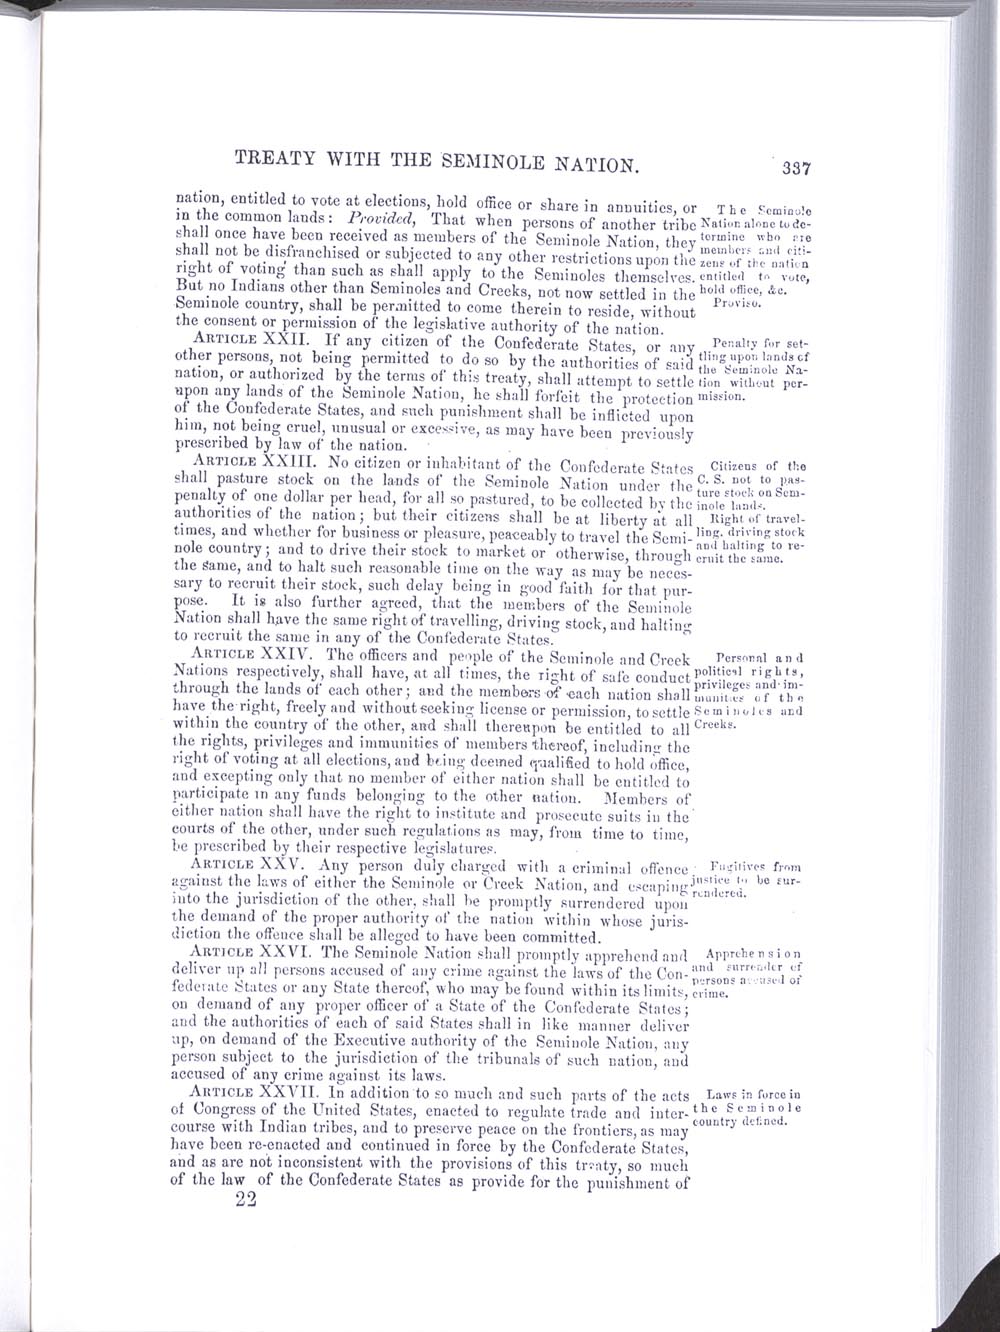 TREATY WITH THE SEMINOLE NATION.
337
nation, entitled to vote at elections, hold office or share in annuities, or
in the common lands: Provided, That when persons of another tribe
shall once have been received as members of the Seminole Nation, they
shall not be disfranchised or subjected to any other restrictions upon the
right of voting than such as shall apply to the Seminoles themselves.
But no Indians other than Seminoles and Creeks, not now settled in the
Seminole country, shall be permitted to come therein to reside, without
the consent or permission of the legislative authority of the nation.
The Seminole
Nation alone to de-
termine who are
members and citi-
zens of the nation
entitled to vote,
hold office, &c.
Proviso.
ARTICLE XXII. If any citizen of the Confederate States, or any
other persons, not being permitted to do so by the authorities of said
nation, or authorized by the terms of this treaty, shall attempt to settle
upon any lands of the Seminole Nation, he shall forfeit the protection
of the Confederate States, and such punishment shall be inflicted upon
him, not being cruel, unusual or excessive, as may have been previously
prescribed by law of the nation.
Penalty for set-
tling upon lands of
the Seminole Na-
tion without per-
mission.
ARTICLE XXIII. No citizen or inhabitant of the Confederate States
shall pasture stock on the lands of the Seminole Nation under the
penalty of one dollar per head, for all so pastured, to be collected by the
authorities of the nation; but their citizens shall be at liberty at all
times, and whether for business or pleasure, peaceably to travel the Semi-
nole country; and to drive their stock to market or otherwise, through
the same, and to halt such reasonable time on the way as may be neces-
sary to recruit their stock, such delay being in good faith for that pur-
pose. It is also further agreed, that the members of the Seminole
Nation shall have the same right of travelling, driving stock, and halting
to recruit the same in any of the Confederate States.
Citizens of the
C. S. not to pas-
ture stock on Sem-
inole lands.
Right of travel-
ling, driving stock
and halting to re-
cruit the same.
ARTICLE XXIV. The officers and people of the Seminole and Creek
Nations respectively, shall have, at all times, the right of safe conduct
through the lands of each other; and the members of each nation shall
have the right, freely and without seeking license or permission, to settle
within the country of the other, and shall thereupon be entitled to all
the rights, privileges and immunities of members thereof, including the
right of voting at all elections, and being deemed qualified to hold office,
and excepting only that no member of either nation shall be entitled to
participate in any funds belonging to the other nation. Members of
either nation shall have the right to institute and prosecute suits in the
courts of the other, under such regulations as may, from time to time,
be prescribed by their respective legislatures.
Personal and
political rights,
privileges and im-
munities of the
Seminoles and
Creeks.
ARTICLE XXV. Any person duly charged with a criminal offence
against the laws of either the Seminole or Creek Nation, and escaping
into the jurisdiction of the other, shall be promptly surrendered upon
the demand of the proper authority of the nation within whose juris-
diction the offence shall be alleged to have been committed.
Fugitives from
justice to be sur-
rendered.
ARTICLE XXVI. The Seminole Nation shall promptly apprehend and
deliver up all persons accused of any crime against the laws of the Con-
federate States or any State thereof, who may be found within its limits,
on demand of any proper officer of a State of the Confederate States;
and the authorities of each of said States shall in like manner deliver
up, on demand of the Executive authority of the Seminole Nation, any
person subject to the jurisdiction of the tribunals of such nation, and
accused of any crime against its laws.
Apprehension
and surrender of
persons accused of
crime.
ARTICLE XXVII. In addition to so much and such parts of the acts
of Congress of the United States, enacted to regulate trade and inter-
course with Indian tribes, and to preserve peace on the frontiers, as may
have been re-enacted and continued in force by the Confederate States,
and as are not inconsistent with the provisions of this treaty, so much
of the law of the Confederate States as provide for the punishment of
Laws in force in
the Seminole
country defined.
22